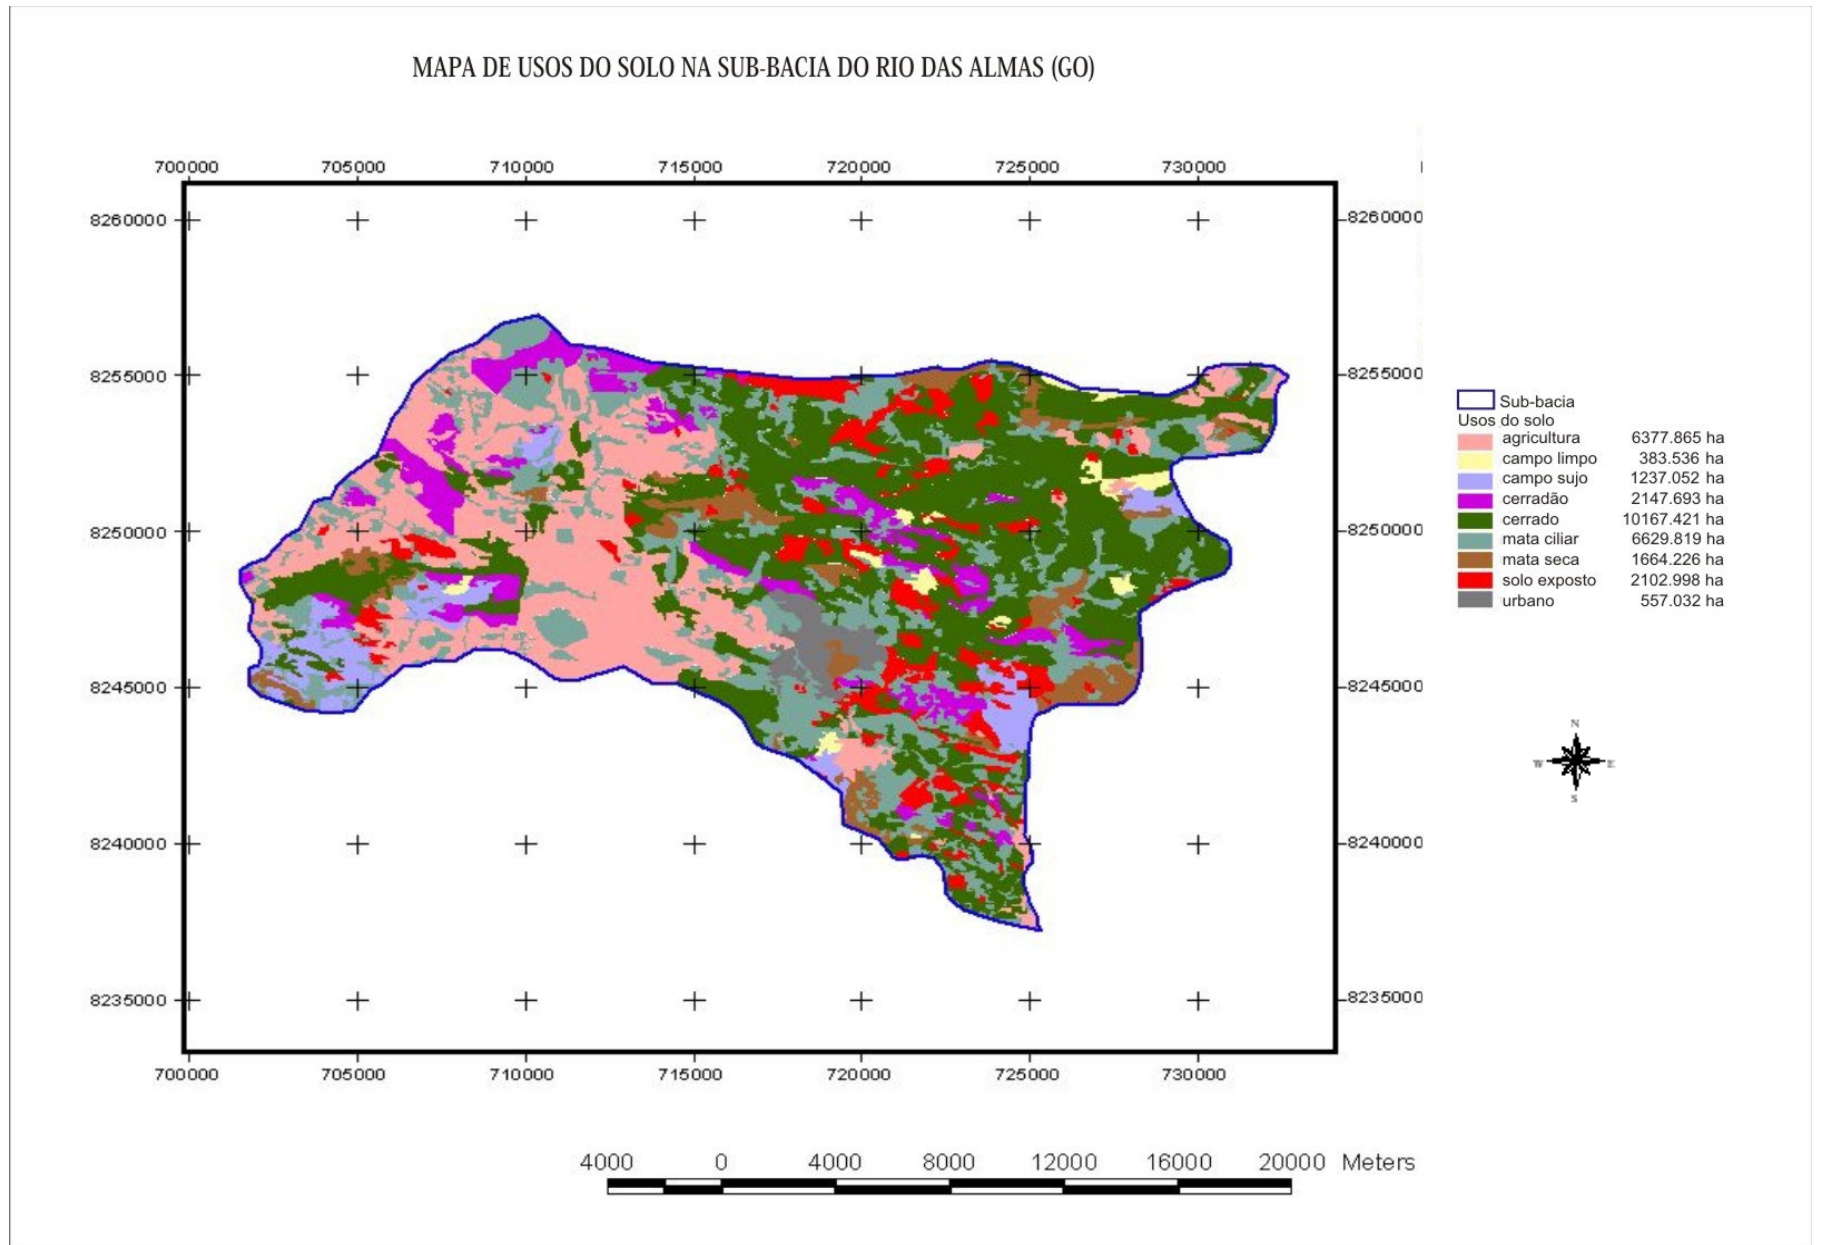 MAPA DE USOS DO SOLO NA SUB-BACIA DO RIO DAS ALMAS (GO)
700000 705000 710000 715000 720000 725000 730000
8260000 8260000
8255000 8255000
8250000 8250000
8245000 8245000
8240000 8240000
8235000 8235000
700000 705000 710000 715000 720000 725000 730000
Sub-bacia
Usos do solo
agricultura 6377.865 ha
campo limpo 383.536 ha
campo sujo 1237.052 ha
cerradão 2147.693 ha
cerrado 10167.421 ha
mata ciliar 6629.819 ha
mata seca 1664.226 ha
solo exposto 2102.998 ha
urbano 557.032 ha
N
W E
S
4000 0 4000 8000 12000 16000 20000 Meters